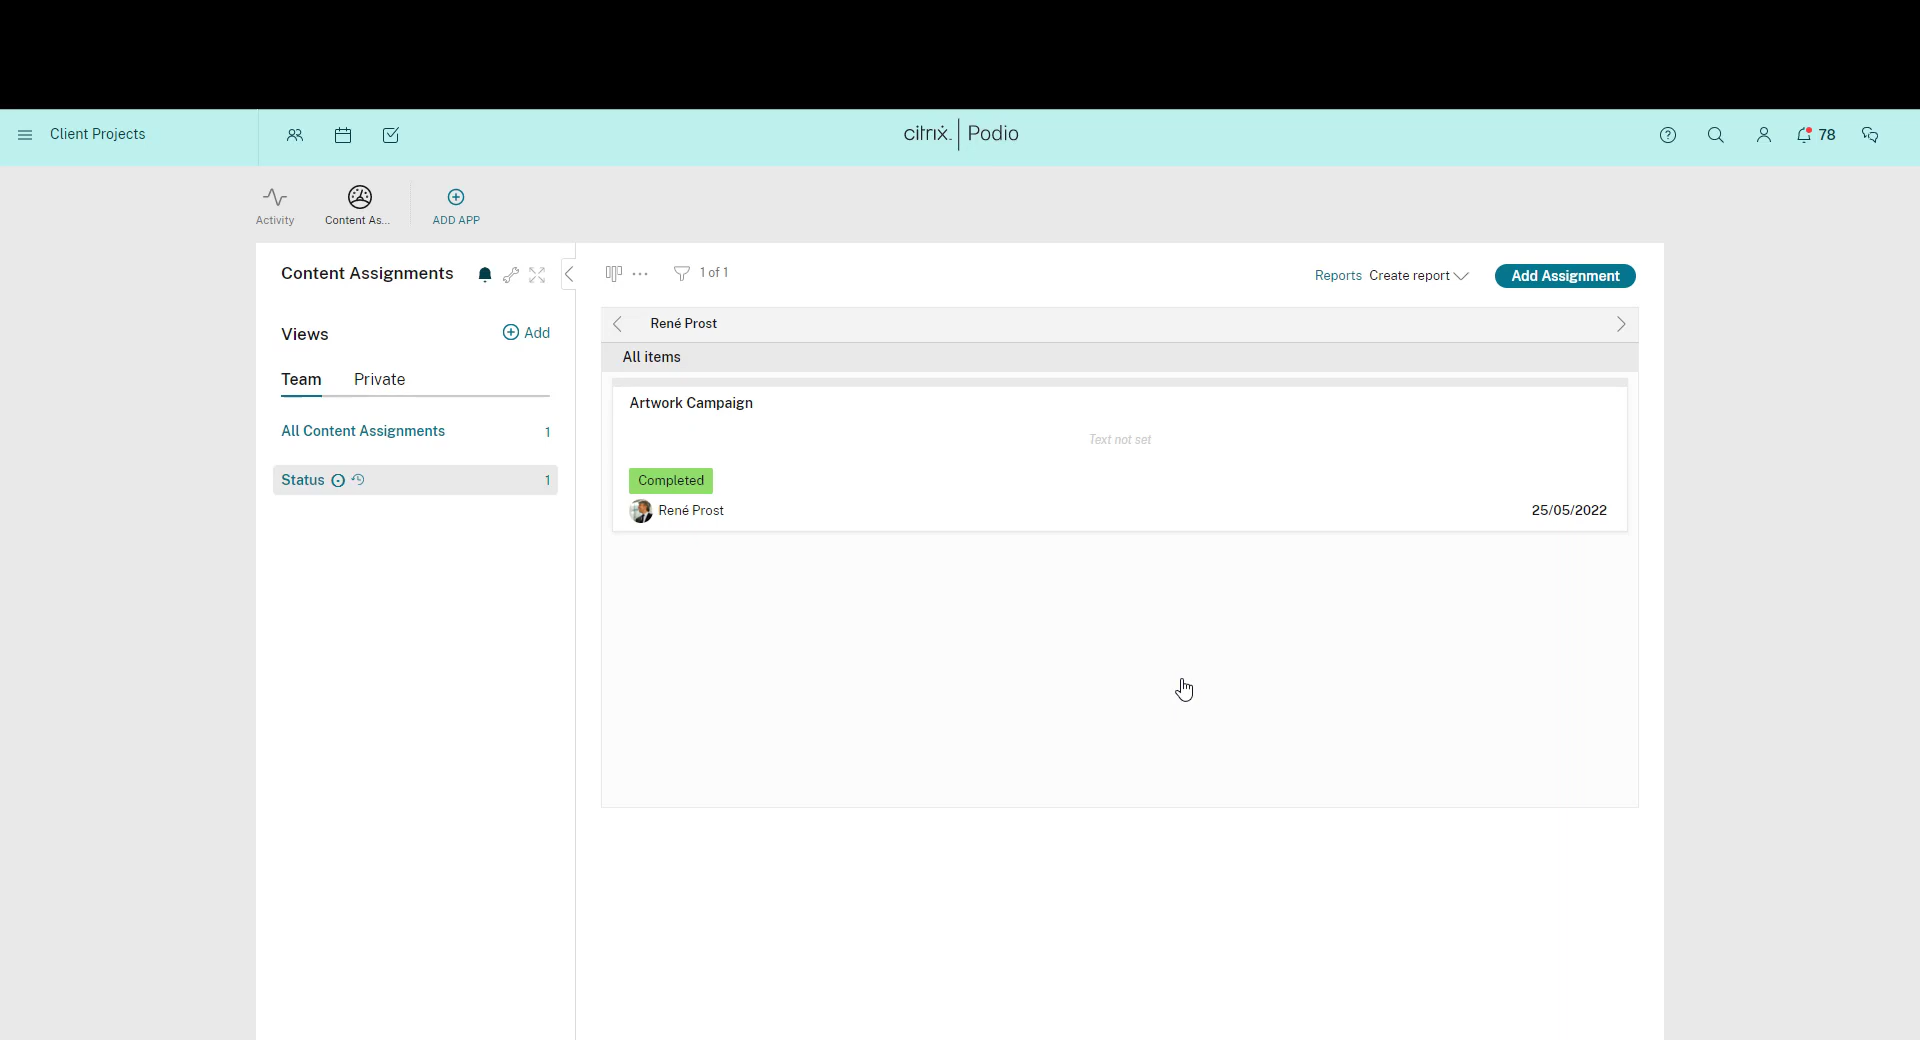 Client Projects
citrix. | Podio
78
Activity
Content As...
ADD APP
Content Assignments
1 of 1
Reports Create report
Add Assignment
Views
Add
Team
Private
All Content Assignments 1
Status 1
René Prost
All items
Artwork Campaign
Text not set
Completed
René Prost
25/05/2022